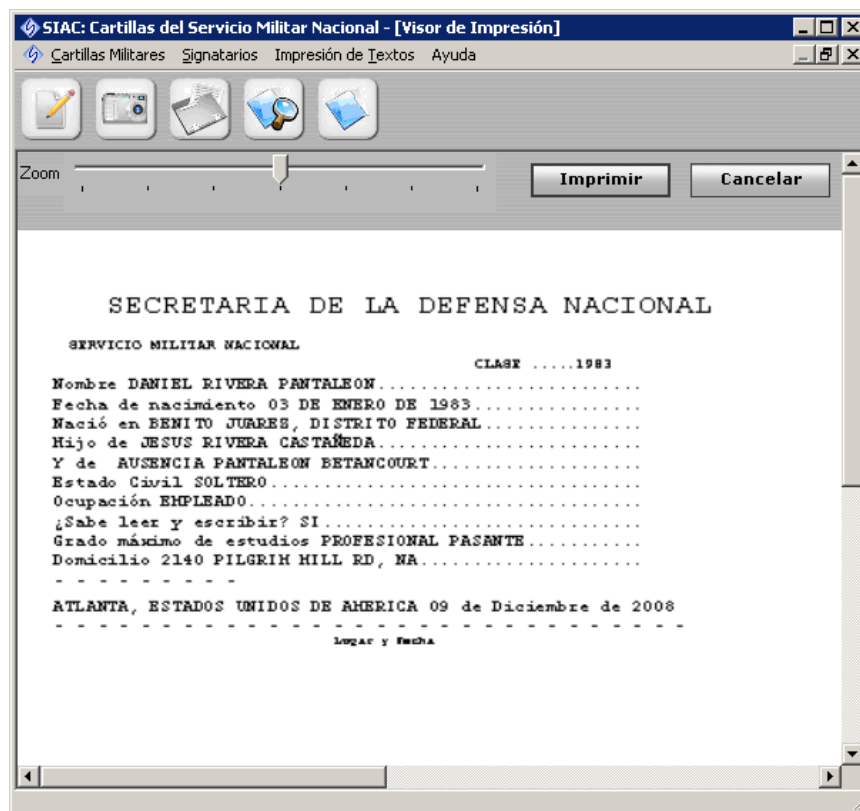 SIAC: Cartillas del Servicio Militar Nacional - [Visor de Impresión]
Cartillas Militares Signatarios Impresión de Textos Ayuda
Zoom Imprimir Cancelar
SECRETARIA DE LA DEFENSA NACIONAL
SERVICIO MILITAR NACIONAL
CLASE .....1983
Nombre DANIEL RIVERA PANTALEON.........................
Fecha de nacimiento 03 DE ENERO DE 1983................
Nació en BENITO JUARES, DISTRITO FEDERAL...............
Hijo de JESUS RIVERA CASTAÑEDA.........................
Y de AUSENCIA PANTALEON BETANCOURT....................
Estado Civil SOLTERO...................................
Ocupación EMPLEADO.....................................
¿Sabe leer y escribir? SI..............................
Grado máximo de estudios PROFESIONAL PASANTE...........
Domicilio 2140 PILGRIM HILL RD, NA.....................
- - - - - - - - -
ATLANTA, ESTADOS UNIDOS DE AMERICA 09 de Diciembre de 2008
- - - - - - - - - - - - - - - - - - - - - -
Lugar y Fecha